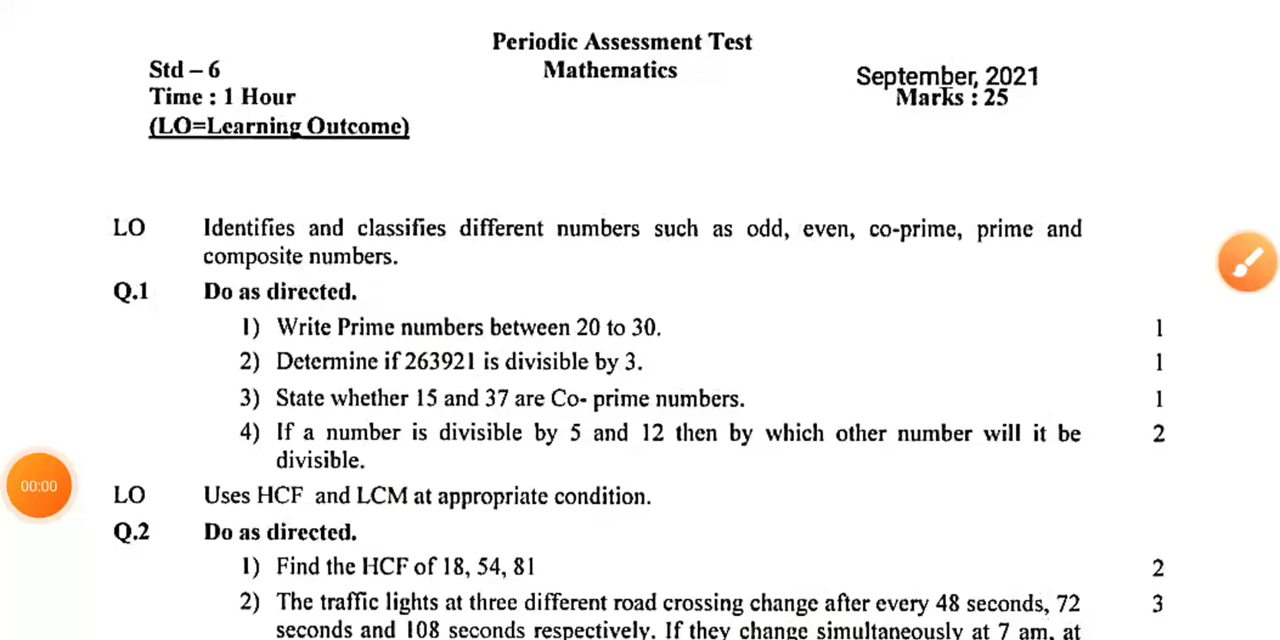 Periodic Assessment Test
Std – 6 Mathematics September, 2021
Time : 1 Hour Marks : 25
(LO=Learning Outcome)
LO Identifies and classifies different numbers such as odd, even, co-prime, prime and
composite numbers.
Q.1 Do as directed.
1) Write Prime numbers between 20 to 30. 1
2) Determine if 263921 is divisible by 3. 1
3) State whether 15 and 37 are Co- prime numbers. 1
4) If a number is divisible by 5 and 12 then by which other number will it be 2
divisible.
00:00
LO Uses HCF and LCM at appropriate condition.
Q.2 Do as directed.
1) Find the HCF of 18, 54, 81 2
2) The traffic lights at three different road crossing change after every 48 seconds, 72 3
seconds and 108 seconds respectively. If they change simultaneously at 7 am, at